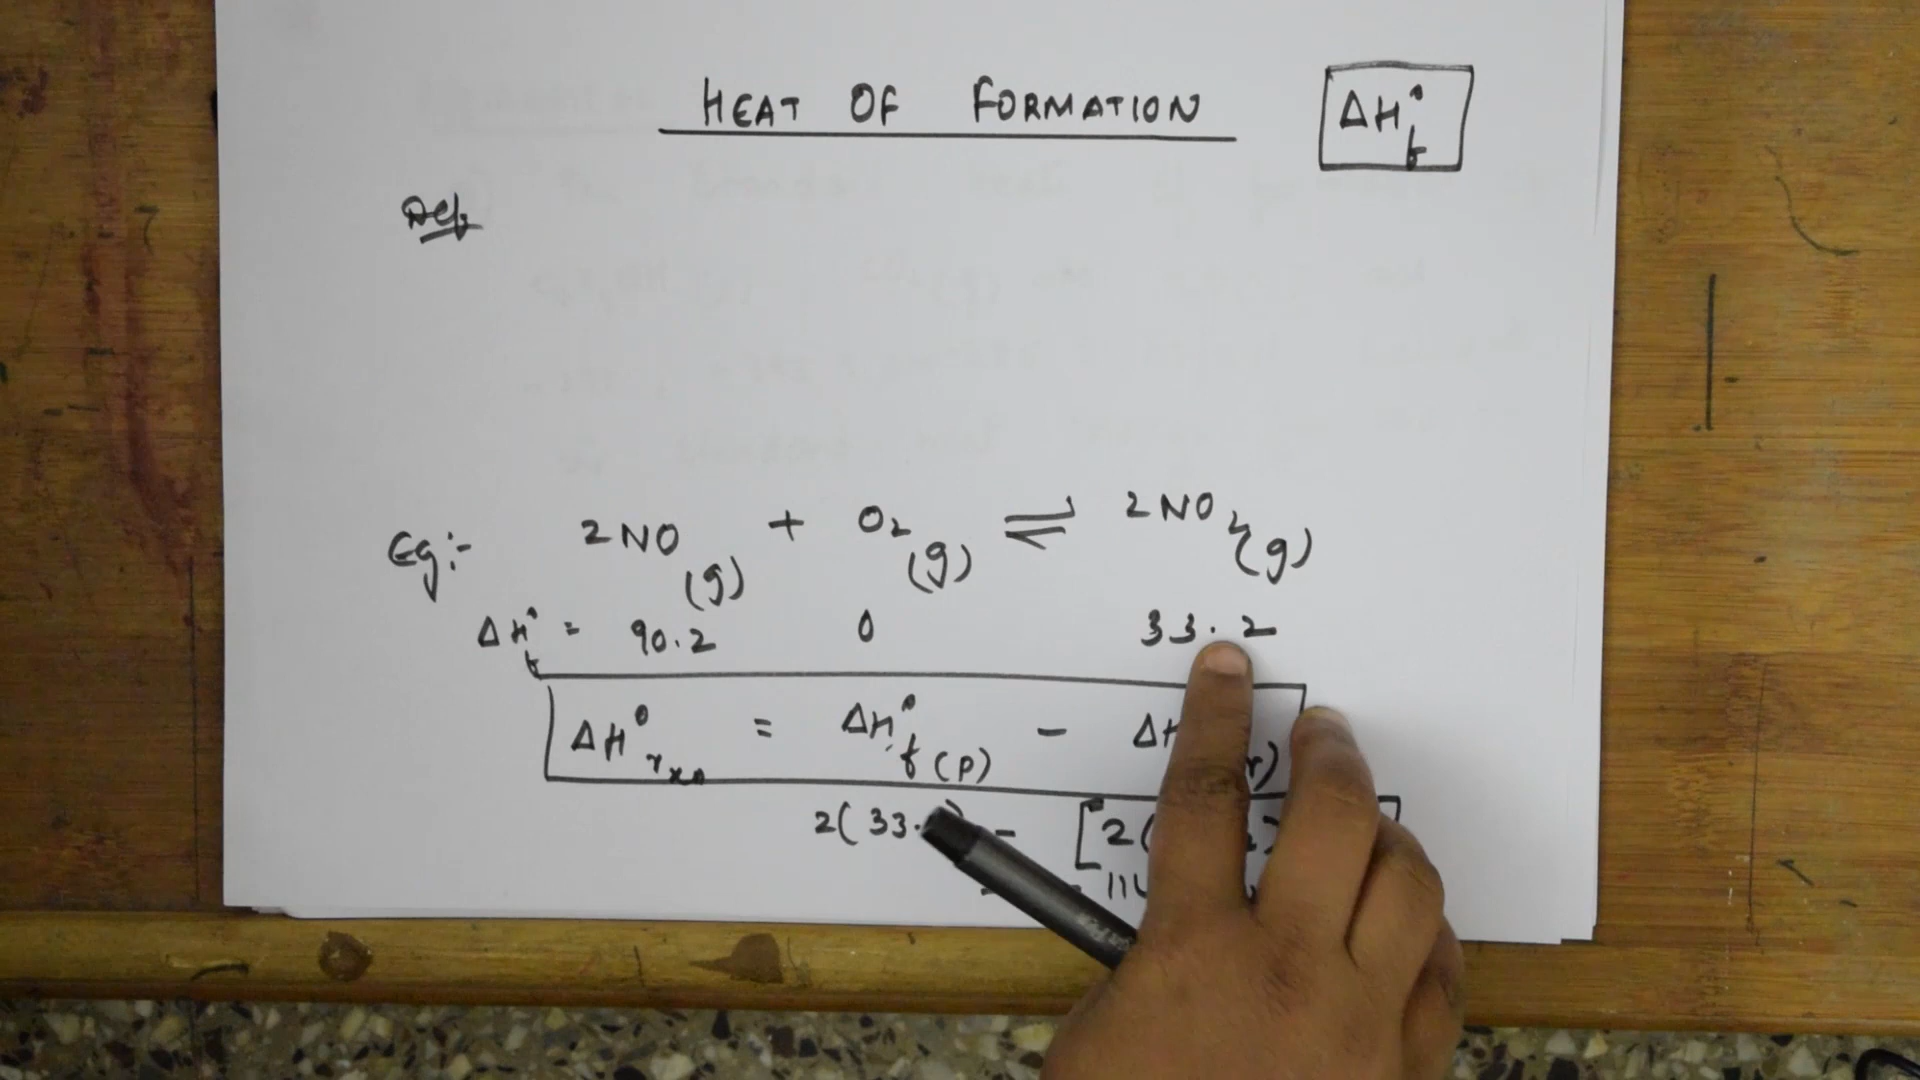 HEAT OF FORMATION ΔH°f
Def
Eg:- 2NO(g) + O2(g) ⇌ 2NO2(g)
ΔH°f = 90.2 0 33.2
ΔH°rxn = ΔH°f(P) - ΔH r)
2(33. ) - [2(